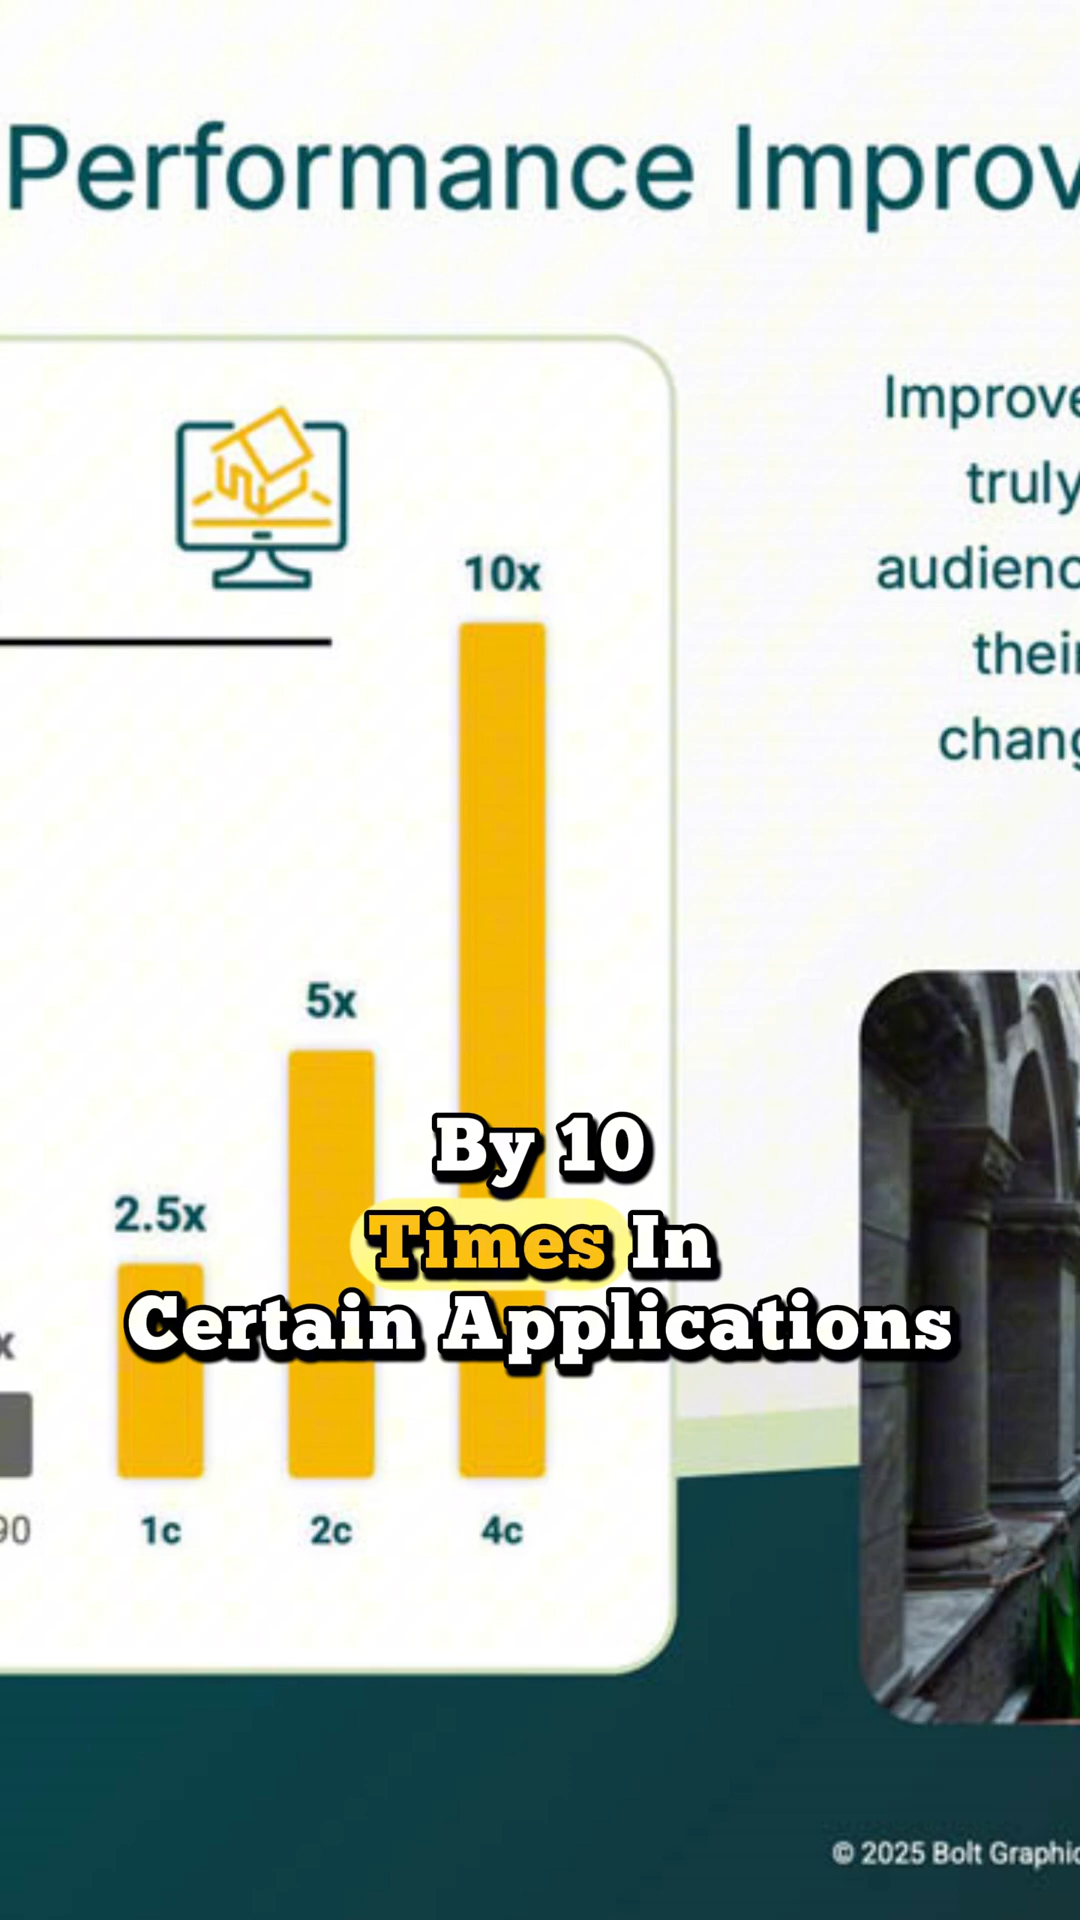 Performance Improv
Improve
truly
audienc
their
chang
10x
5x
2.5x
x
90
1c
2c
4c
By 10
Times In
Certain Applications
© 2025 Bolt Graphic